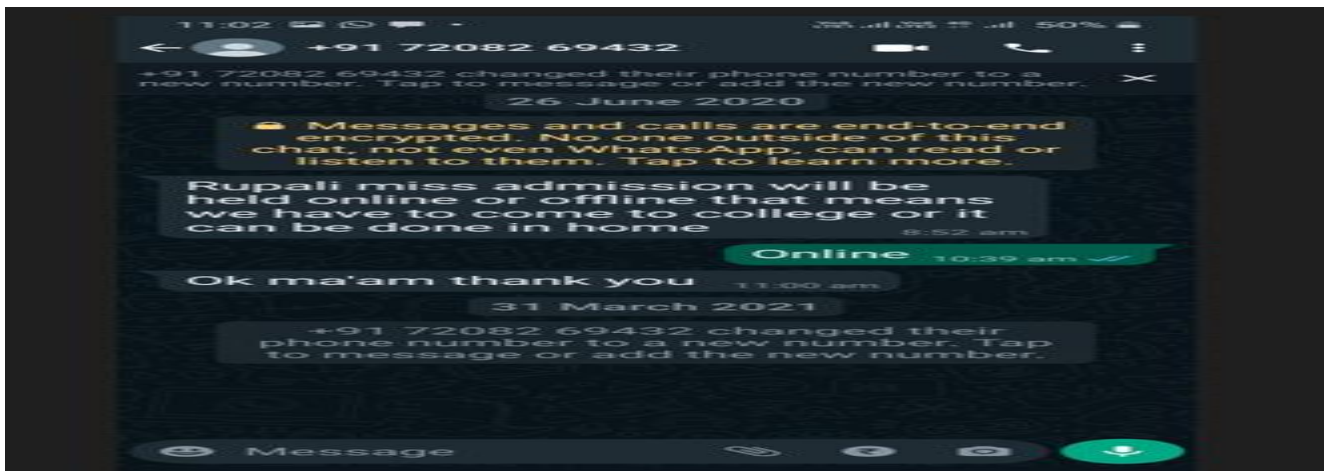 11:02 50%
+91 72082 69432
+91 72082 69432 changed their phone number to a
new number. Tap to message or add the new number.
26 June 2020
Messages and calls are end-to-end
encrypted. No one outside of this
chat, not even WhatsApp, can read or
listen to them. Tap to learn more.
Rupali miss admission will be
held online or offline that means
we have to come to college or it
can be done in home
8:52 am
Online 10:39 am
Ok ma'am thank you 11:00 am
31 March 2021
+91 72082 69432 changed their
phone number to a new number. Tap
to message or add the new number.
Message